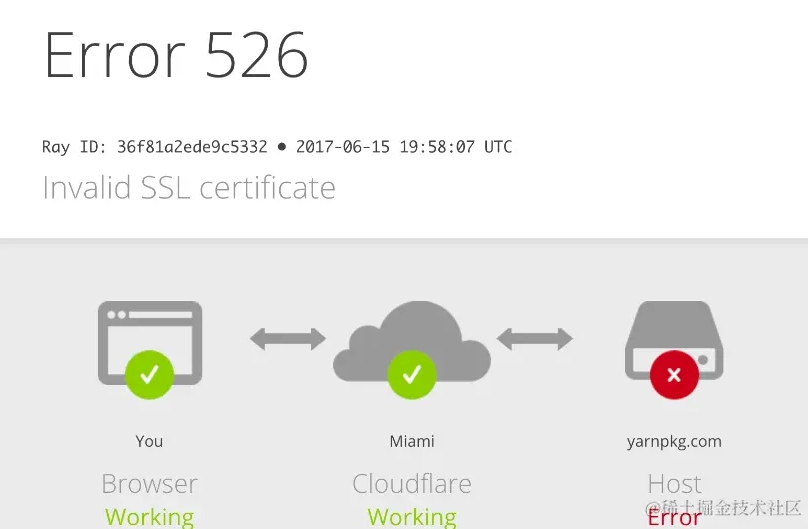 Error 526
Ray ID: 36f81a2ede9c5332 • 2017-06-15 19:58:07 UTC
Invalid SSL certificate
You
Miami
yarnpkg.com
Browser
Cloudflare
Host
Working
Working
Error
@稀土掘金技术社区